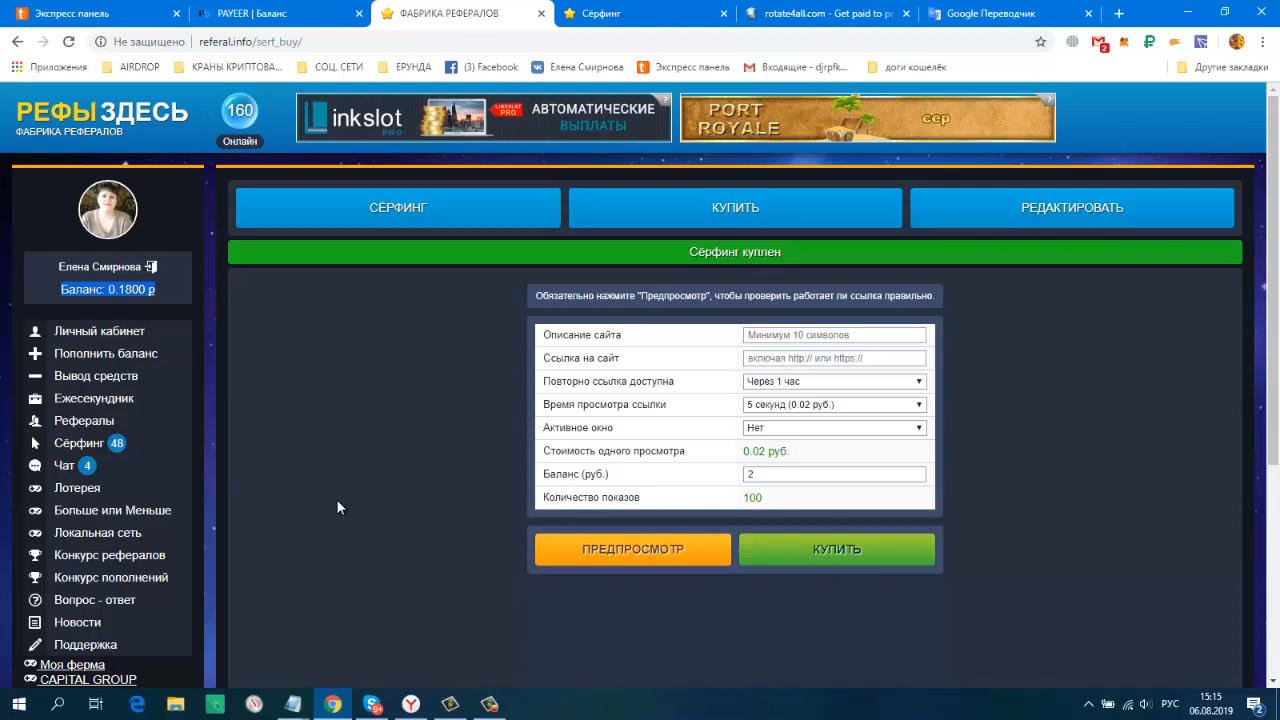 Экспресс панель
PAYEER | Баланс
ФАБРИКА РЕФЕРАЛОВ
Сёрфинг
rotate4all.com - Get paid to pr
Google Переводчик
Не защищено
referal.info/serf_buy/
2
Приложения
AIRDROP
КРАНЫ КРИПТОВА...
СОЦ. СЕТИ
ЕРУНДА
(3) Facebook
Елена Смирнова
Экспресс панель
Входящие - djrpfk...
доги кошелёк
Другие закладки
РЕФЫ ЗДЕСЬ
ФАБРИКА РЕФЕРАЛОВ
160
Онлайн
inkslot
PRO
LINKSLOT PRO
АВТОМАТИЧЕСКИЕ
ВЫПЛАТЫ
?
PORT
ROYALE
сер
?
СЁРФИНГ
КУПИТЬ
РЕДАКТИРОВАТЬ
Сёрфинг куплен
Елена Смирнова
Баланс: 0.1800 р
Личный кабинет
Пополнить баланс
Вывод средств
Ежесекундник
Рефералы
Сёрфинг 48
Чат 4
Лотерея
Больше или Меньше
Локальная сеть
Конкурс рефералов
Конкурс пополнений
Вопрос - ответ
Новости
Поддержка
Моя ферма
CAPITAL GROUP
Обязательно нажмите "Предпросмотр", чтобы проверить работает ли ссылка правильно.
Описание сайта Минимум 10 символов
Ссылка на сайт включая http:// или https://
Повторно ссылка доступна Через 1 час
Время просмотра ссылки 5 секунд (0.02 руб.)
Активное окно Нет
Стоимость одного просмотра 0.02 руб.
Баланс (руб.) 2
Количество показов 100
ПРЕДПРОСМОТР
КУПИТЬ
РУС
15:15
06.08.2019
2